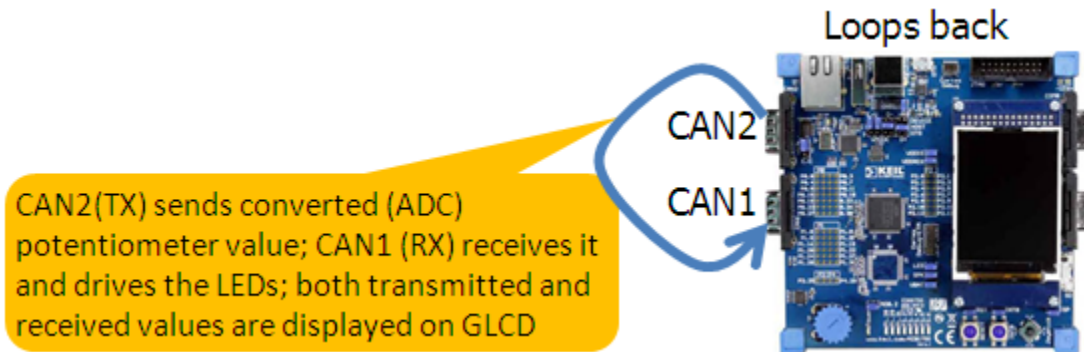 Loops back
CAN2
CAN1
KEIL
CAN2(TX) sends converted (ADC)
potentiometer value; CAN1 (RX) receives it
and drives the LEDs; both transmitted and
received values are displayed on GLCD